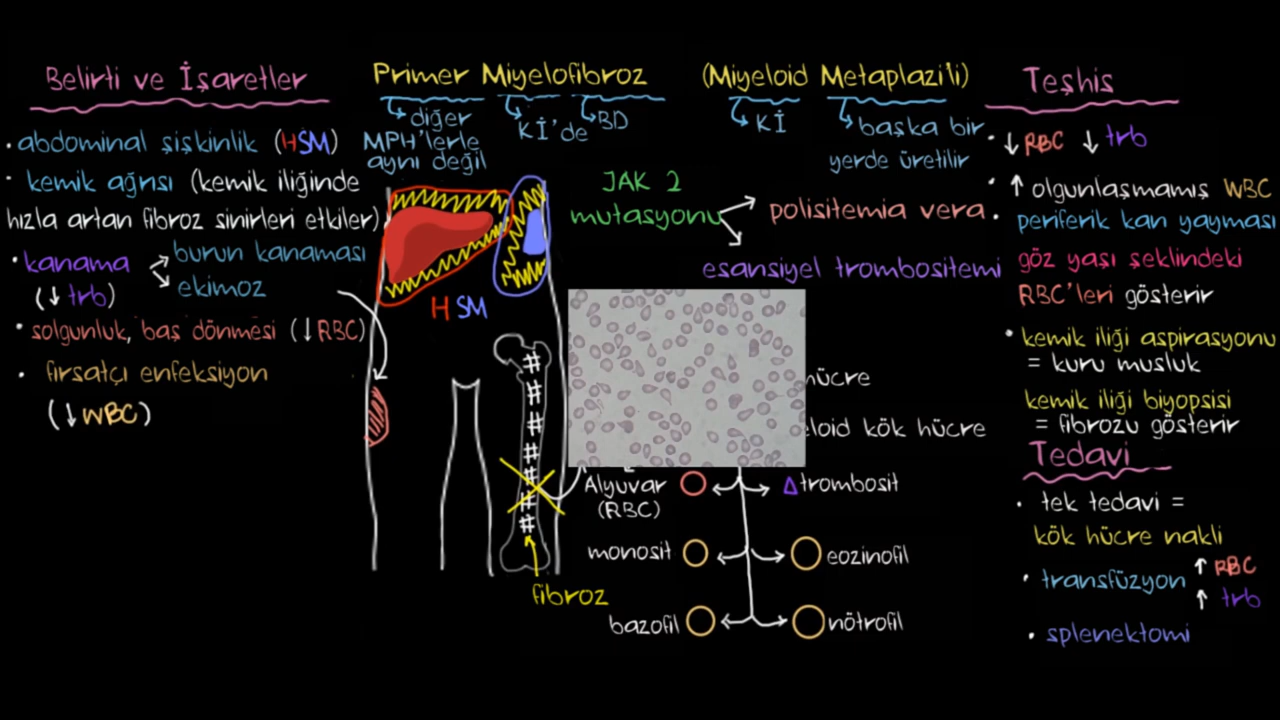 Belirti ve İşaretler
• abdominal şişkinlik (HSM)
• kemik ağrısı (kemik iliğinde
hızla artan fibroz sinirleri etkiler)
• kanama
(↓ trb)
burun kanaması
ekimoz
• solgunluk, baş dönmesi (↓ RBC)
• fırsatçı enfeksiyon
(↓ WBC)
Primer Miyelofibroz (Miyeloid Metaplazi'li)
diğer
MPH'lerle
aynı değil
Kİ'de
BD
Kİ
başka bir
yerde üretilir
JAK 2
mutasyonu
polisitemia vera
esansiyel trombositemi
HSM
hücre
eloid kök hücre
Alyuvar
(RBC)
Δ trombosit
monosit
eozinofil
bazofil
nötrofil
fibroz
Teşhis
• ↓ RBC ↓ trb
• ↑ olgunlaşmamış WBC
• periferik kan yayması
göz yaşı şeklindeki
RBC'leri gösterir
• kemik iliği aspirasyonu
= kuru musluk
kemik iliği biyopsisi
= fibrozu gösterir
Tedavi
• tek tedavi =
kök hücre nakli
• transfüzyon ↑ RBC
↑ trb
• splenektomi